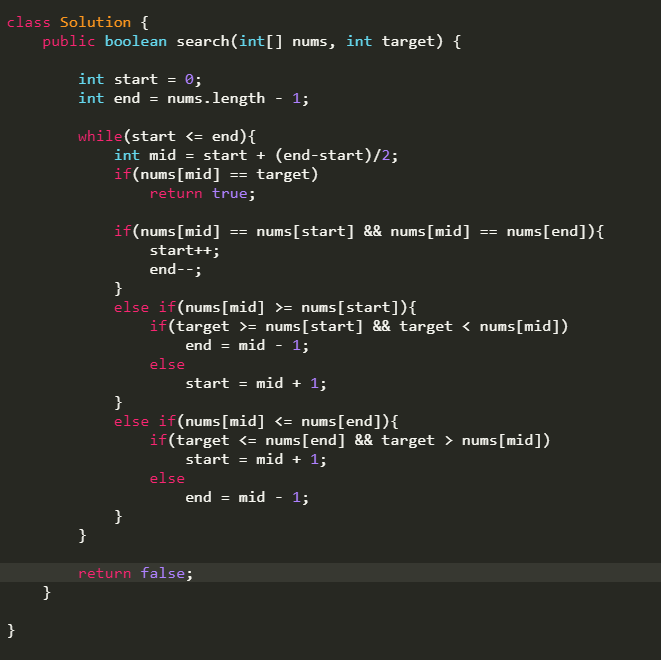 class Solution {
    public boolean search(int[] nums, int target) {

        int start = 0;
        int end = nums.length - 1;

        while(start <= end){
            int mid = start + (end-start)/2;
            if(nums[mid] == target)
                return true;

            if(nums[mid] == nums[start] && nums[mid] == nums[end]){
                start++;
                end--;
            }
            else if(nums[mid] >= nums[start]){
                if(target >= nums[start] && target < nums[mid])
                    end = mid - 1;
                else
                    start = mid + 1;
            }
            else if(nums[mid] <= nums[end]){
                if(target <= nums[end] && target > nums[mid])
                    start = mid + 1;
                else
                    end = mid - 1;
            }
        }

        return false;
    }

}